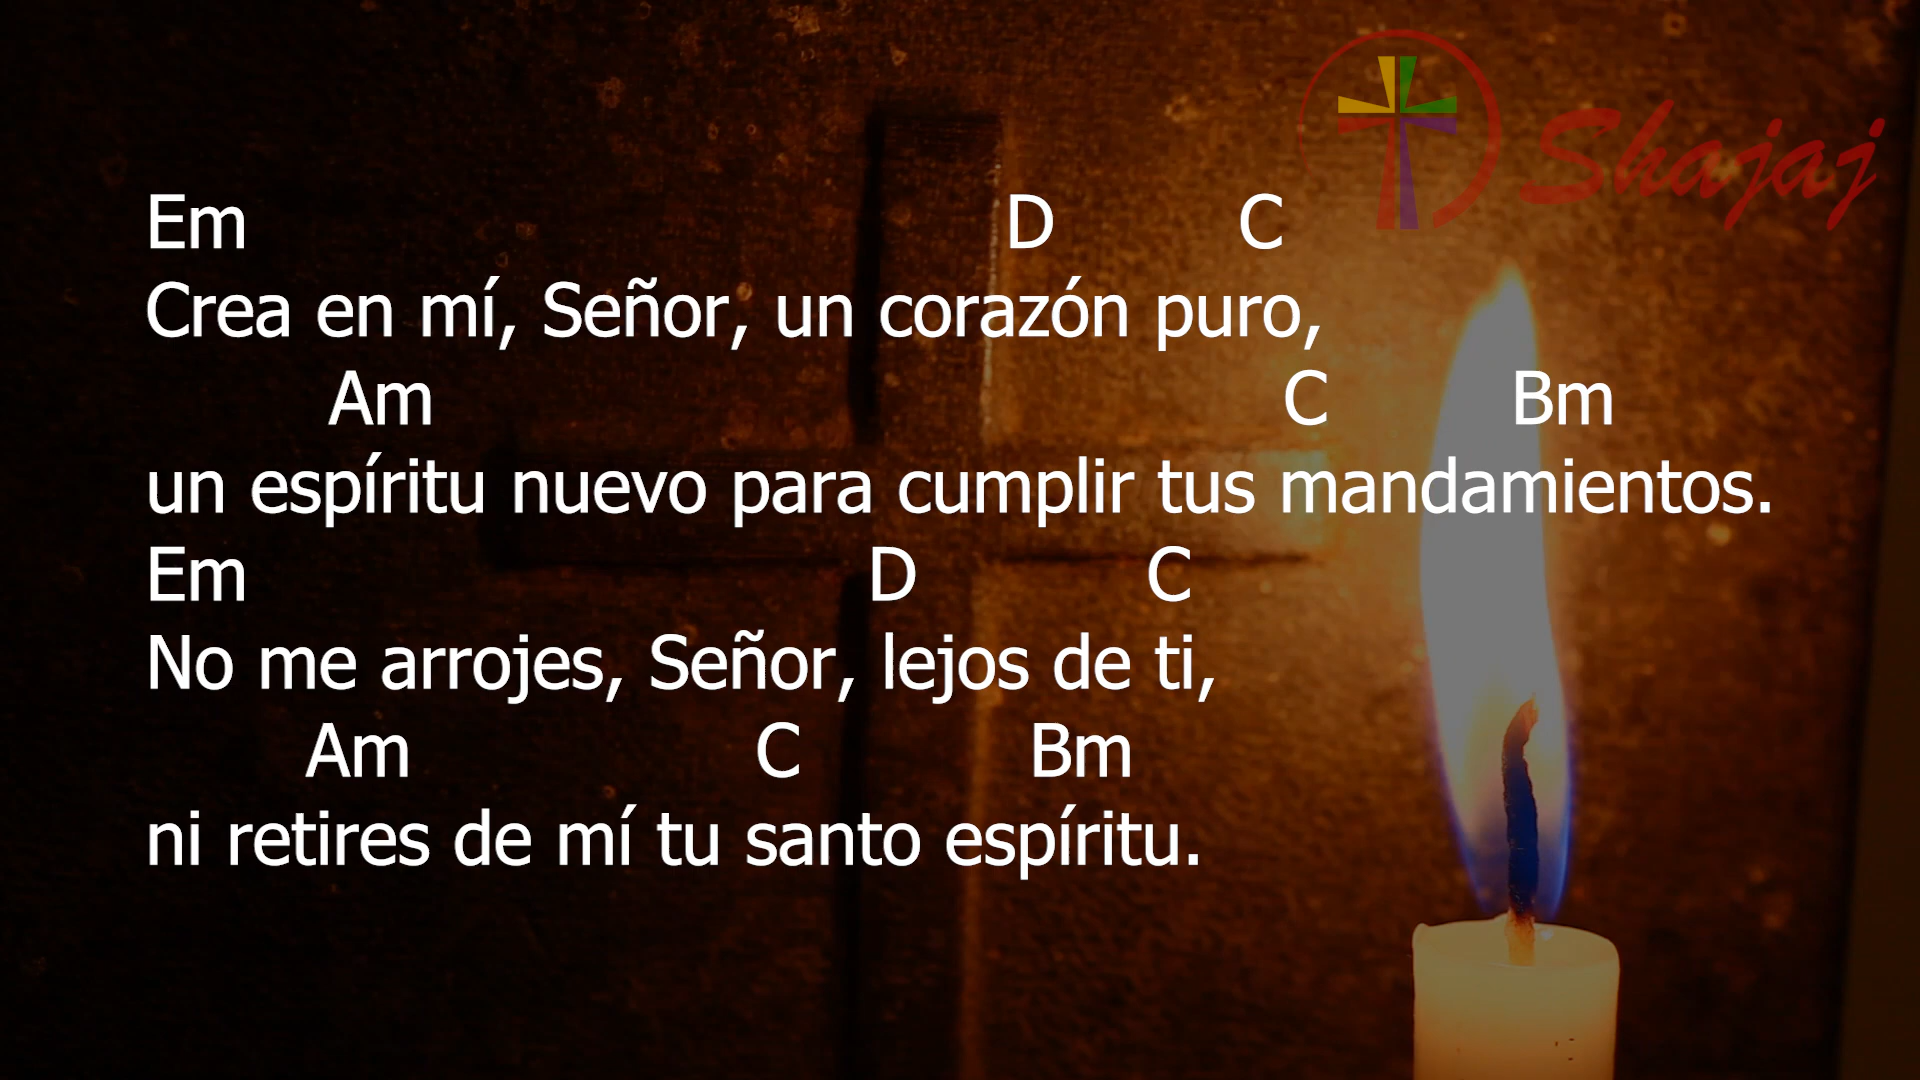 Shajaj
Em D C
Crea en mí, Señor, un corazón puro,
Am C Bm
un espíritu nuevo para cumplir tus mandamientos.
Em D C
No me arrojes, Señor, lejos de ti,
Am C Bm
ni retires de mí tu santo espíritu.